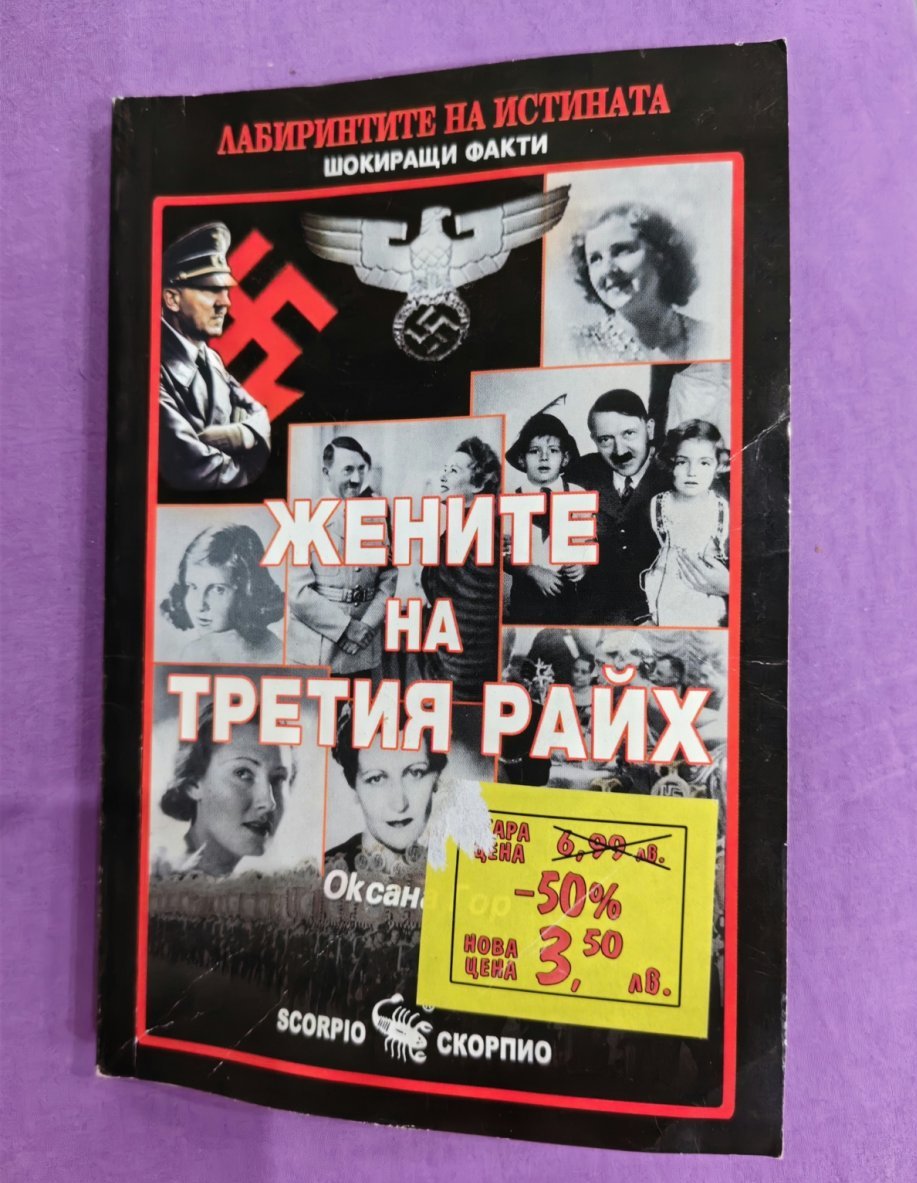 ЛАБИРИНТИТЕ НА ИСТИНАТА
ШОКИРАЩИ ФАКТИ
ЖЕНИТЕ
НА
ТРЕТИЯ РАЙХ
Оксана
ЦЕНА 6,99 лв.
-50%
НОВА
ЦЕНА 3,50 лв.
SCORPIO СКОРПИО